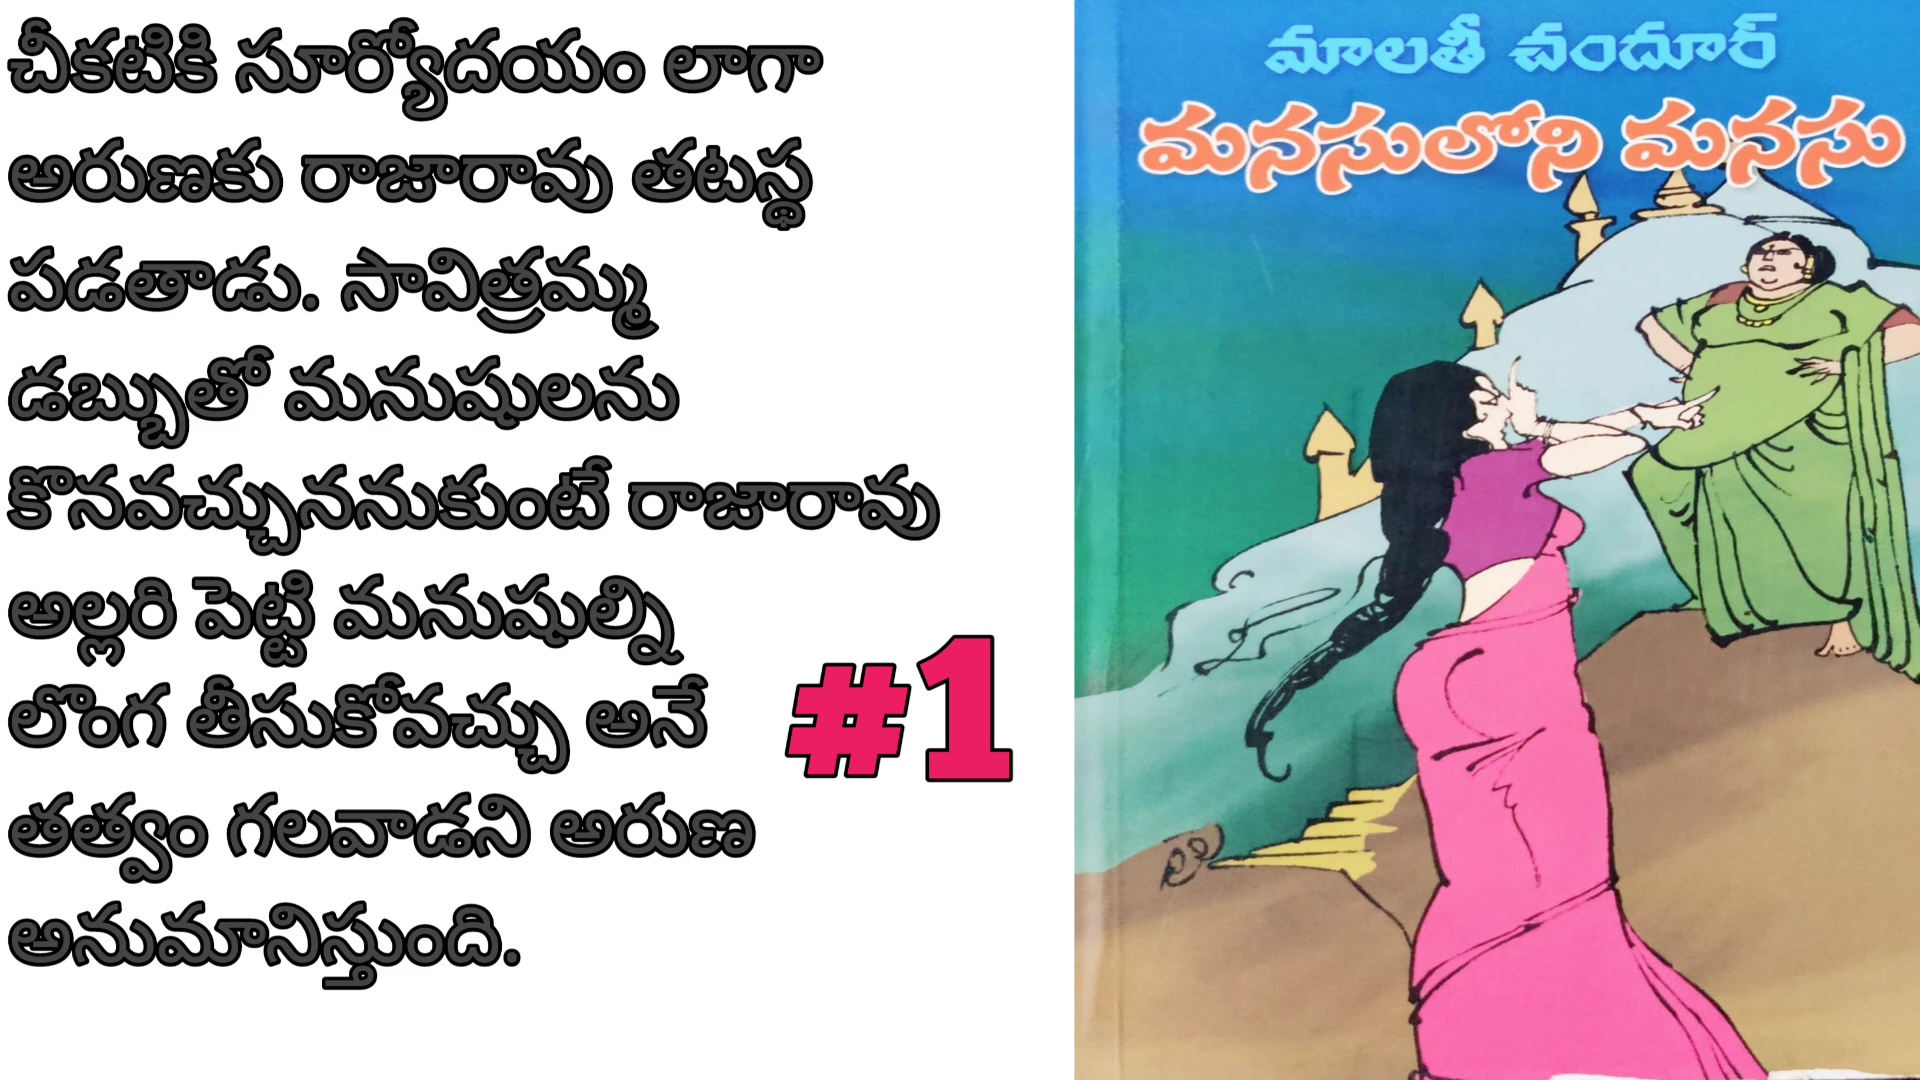 చీకటికి సూర్యోదయం లాగా
అరుణకు రాజారావు తటస్థ
పడతాడు. సావిత్రమ్మ
డబ్బుతో మనుషులను
కొనవచ్చుననుకుంటే రాజారావు
అల్లరి పెట్టి మనుషుల్ని
లొంగ తీసుకోవచ్చు అనే
తత్వం గలవాడని అరుణ
అనుమానిస్తుంది.
#1
మాలతీ చందూర్
మనసులోని మనసు